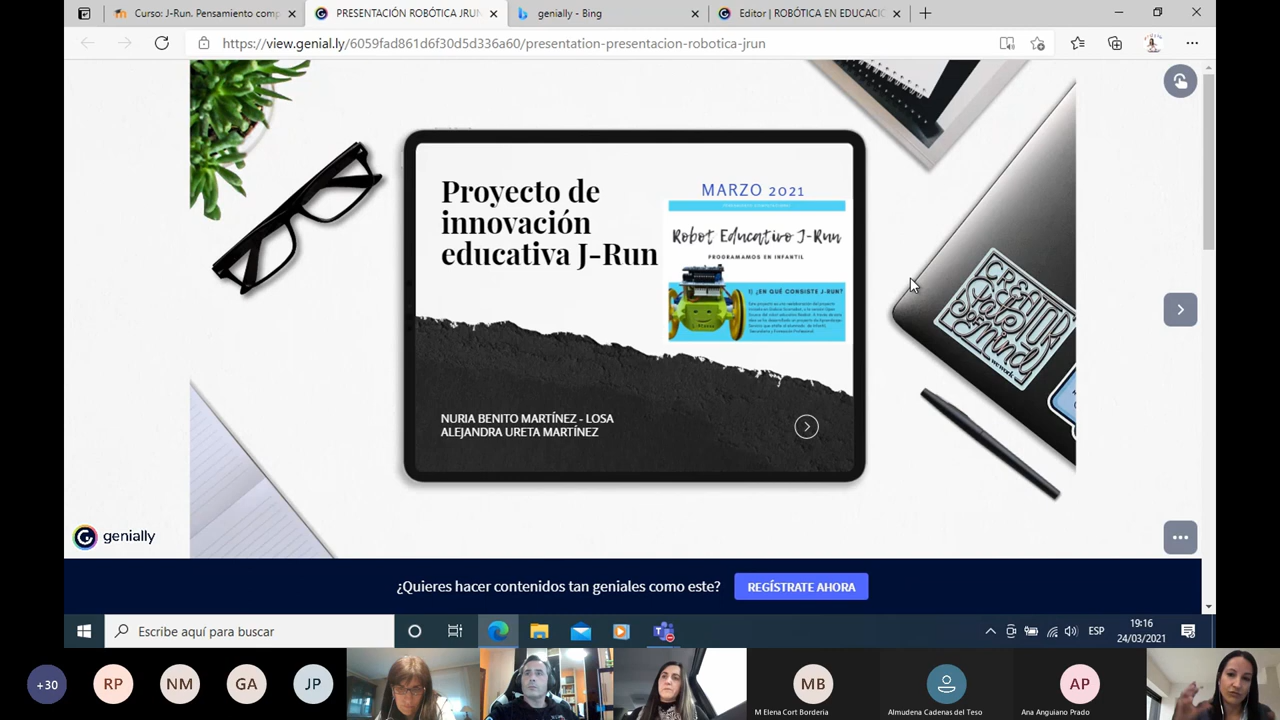 Curso: J-Run. Pensamiento comp
PRESENTACIÓN ROBÓTICA JRUN
genially - Bing
Editor | ROBÓTICA EN EDUCACIÓ
https://view.genial.ly/6059fad861d6f30d5d336a60/presentation-presentacion-robotica-jrun
Proyecto de
innovación
educativa J-Run
MARZO 2021
Robot Educativo J-Run
PROGRAMAMOS EN INFANTIL
1) ¿EN QUÉ CONSISTE J-RUN?
NURIA BENITO MARTÍNEZ - LOSA
ALEJANDRA URETA MARTÍNEZ
CREATOR
State
of
Mind
genially
¿Quieres hacer contenidos tan geniales como este?
REGÍSTRATE AHORA
Escribe aquí para buscar
ESP
19:16
24/03/2021
+30
RP
NM
GA
JP
MB
M Elena Cort Borderia
Almudena Cadenas del Teso
AP
Ana Anguiano Prado